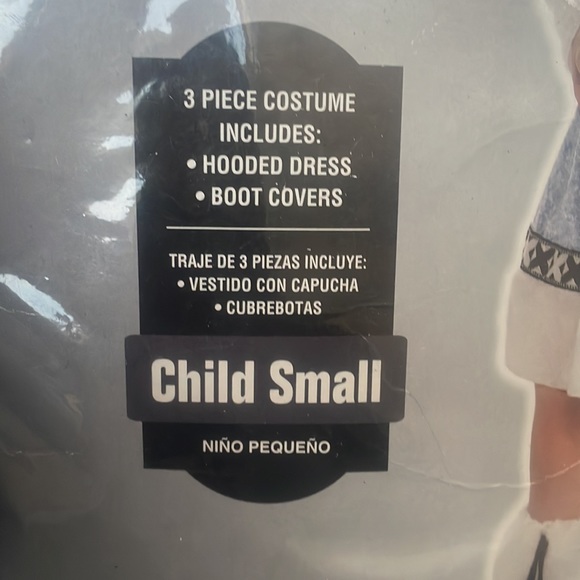 3 PIECE COSTUME
INCLUDES:
• HOODED DRESS
• BOOT COVERS
TRAJE DE 3 PIEZAS INCLUYE:
• VESTIDO CON CAPUCHA
• CUBREBOTAS
Child Small
NIÑO PEQUEÑO